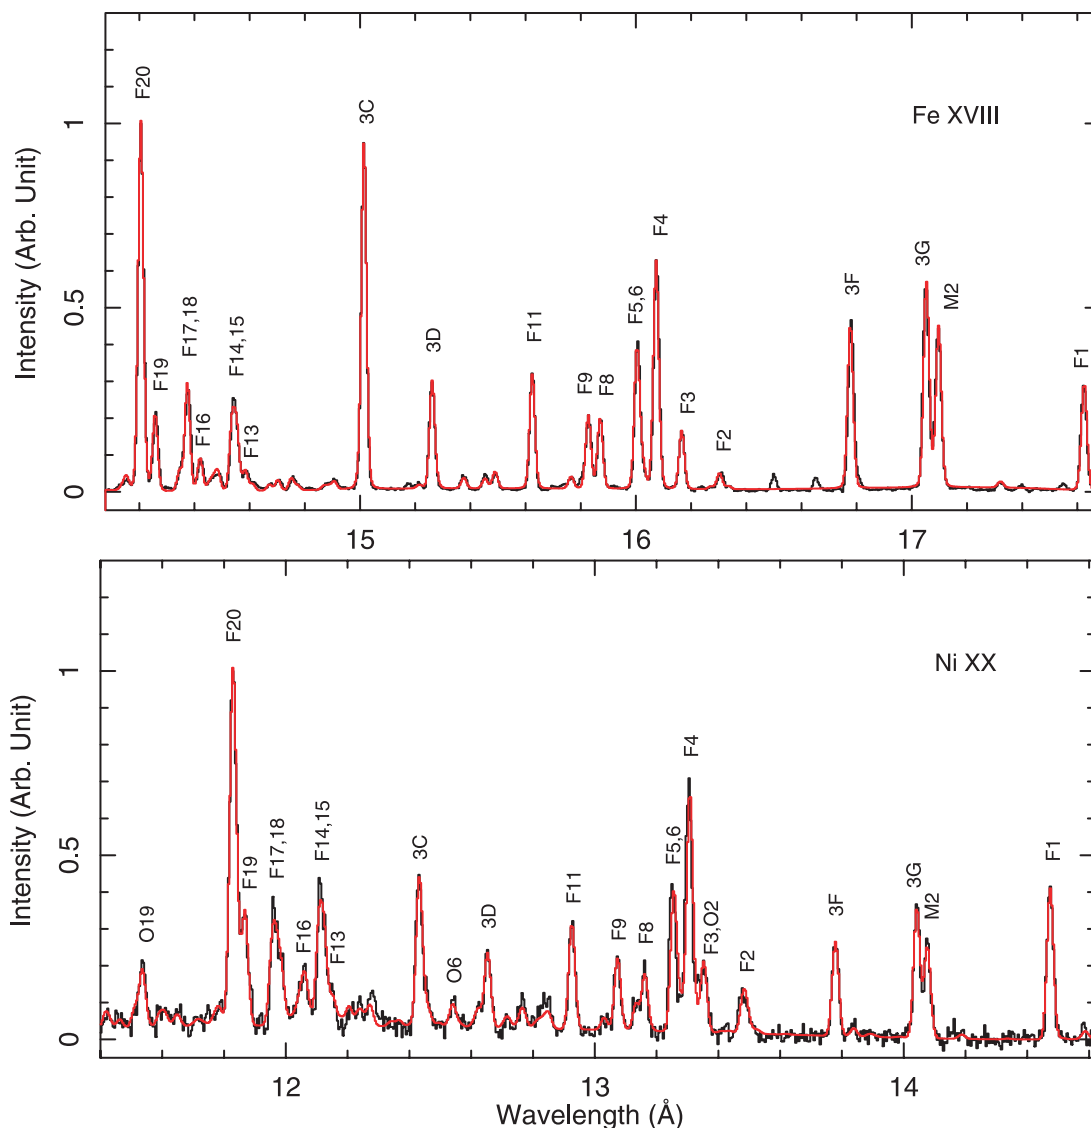 Fe XVIII
Intensity (Arb. Unit)
1
0.5
0
F20
F19
F17,18
F16
F14,15
F13
3C
3D
F11
F9
F8
F5,6
F4
F3
F2
3F
3G
M2
F1
15
16
17
Ni XX
Intensity (Arb. Unit)
1
0.5
0
O19
F20
F19
F17,18
F16
F14,15
F13
3C
O6
3D
F11
F9
F8
F5,6
F4
F3,O2
F2
3F
3G
M2
F1
12
13
14
Wavelength (Å)